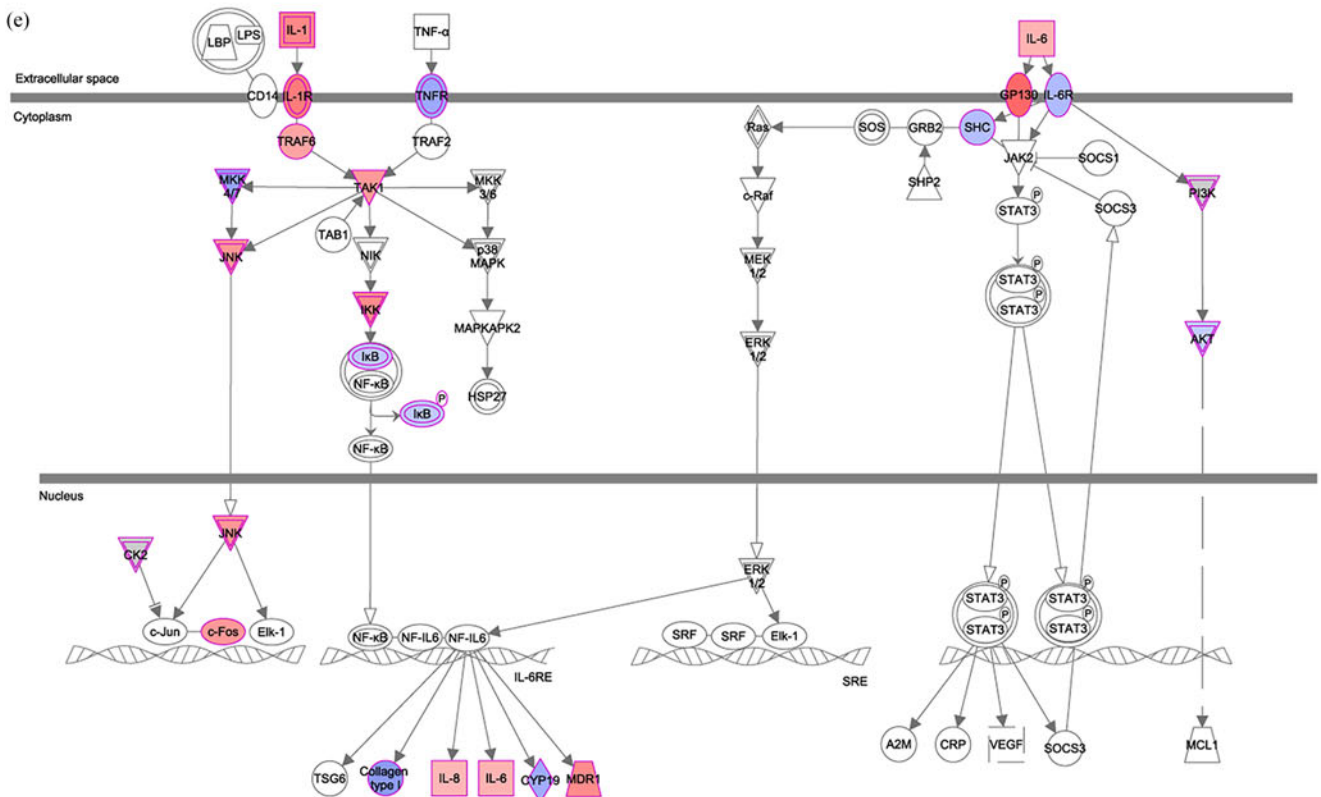 (e)
LBP
LPS
IL-1
TNF-α
IL-6
Extracellular space
CD14
IL-1R
TNFR
GP130
IL-6R
Cytoplasm
TRAF6
TRAF2
Ras
SOS
GRB2
SHC
JAK2
SOCS1
MKK
4/7
TAK1
MKK
3/6
c-Raf
SHP2
STAT3
P
SOCS3
PI3K
TAB1
JNK
NIK
p38
MAPK
MEK
1/2
STAT3
P
STAT3
P
IKK
MAPKAPK2
ERK
1/2
AKT
IκB
NF-κB
HSP27
IκB
P
NF-κB
Nucleus
CK2
JNK
ERK
1/2
STAT3
P
STAT3
P
STAT3
P
STAT3
P
c-Jun
c-Fos
Elk-1
NF-κB
NF-IL6
NF-IL6
SRF
SRF
Elk-1
IL-6RE
SRE
TSG6
Collagen
type I
IL-8
IL-6
CYP19
MDR1
A2M
CRP
VEGF
SOCS3
MCL1